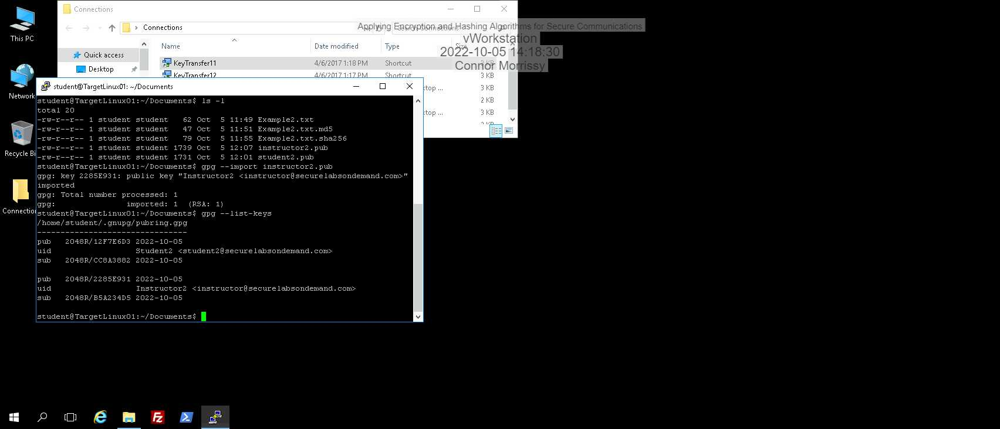 This PC
Network
Recycle Bi
Connection
Connections
Connections
Search Connections
Name Date modified Type Size
Quick access
Desktop
KeyTransfer11 4/6/2017 1:18 PM Shortcut 3 KB
KeyTransfer12 4/6/2017 1:17 PM Shortcut 3 KB
ktop ...
2 KB
ktop ... 3 KB
Applying Encryption and Hashing Algorithms for Secure Communications
vWorkstation
2022-10-05 14:18:30
Connor Morrissy
student@TargetLinux01: ~/Documents
student@TargetLinux01:~/Documents$ ls -l
total 20
-rw-r--r-- 1 student student   62 Oct  5 11:49 Example2.txt
-rw-r--r-- 1 student student   47 Oct  5 11:51 Example2.txt.md5
-rw-r--r-- 1 student student   79 Oct  5 11:55 Example2.txt.sha256
-rw-r--r-- 1 student student 1739 Oct  5 12:07 instructor2.pub
-rw-r--r-- 1 student student 1731 Oct  5 12:01 student2.pub
student@TargetLinux01:~/Documents$ gpg --import instructor2.pub
gpg: key 2285E931: public key "Instructor2 <instructor@securelabsondemand.com>"
imported
gpg: Total number processed: 1
gpg:               imported: 1  (RSA: 1)
student@TargetLinux01:~/Documents$ gpg --list-keys
/home/student/.gnupg/pubring.gpg
--------------------------------
pub   2048R/12F7E6D3 2022-10-05
uid                  Student2 <student2@securelabsondemand.com>
sub   2048R/CC8A3882 2022-10-05
pub   2048R/2285E931 2022-10-05
uid                  Instructor2 <instructor@securelabsondemand.com>
sub   2048R/B5A234D5 2022-10-05
student@TargetLinux01:~/Documents$